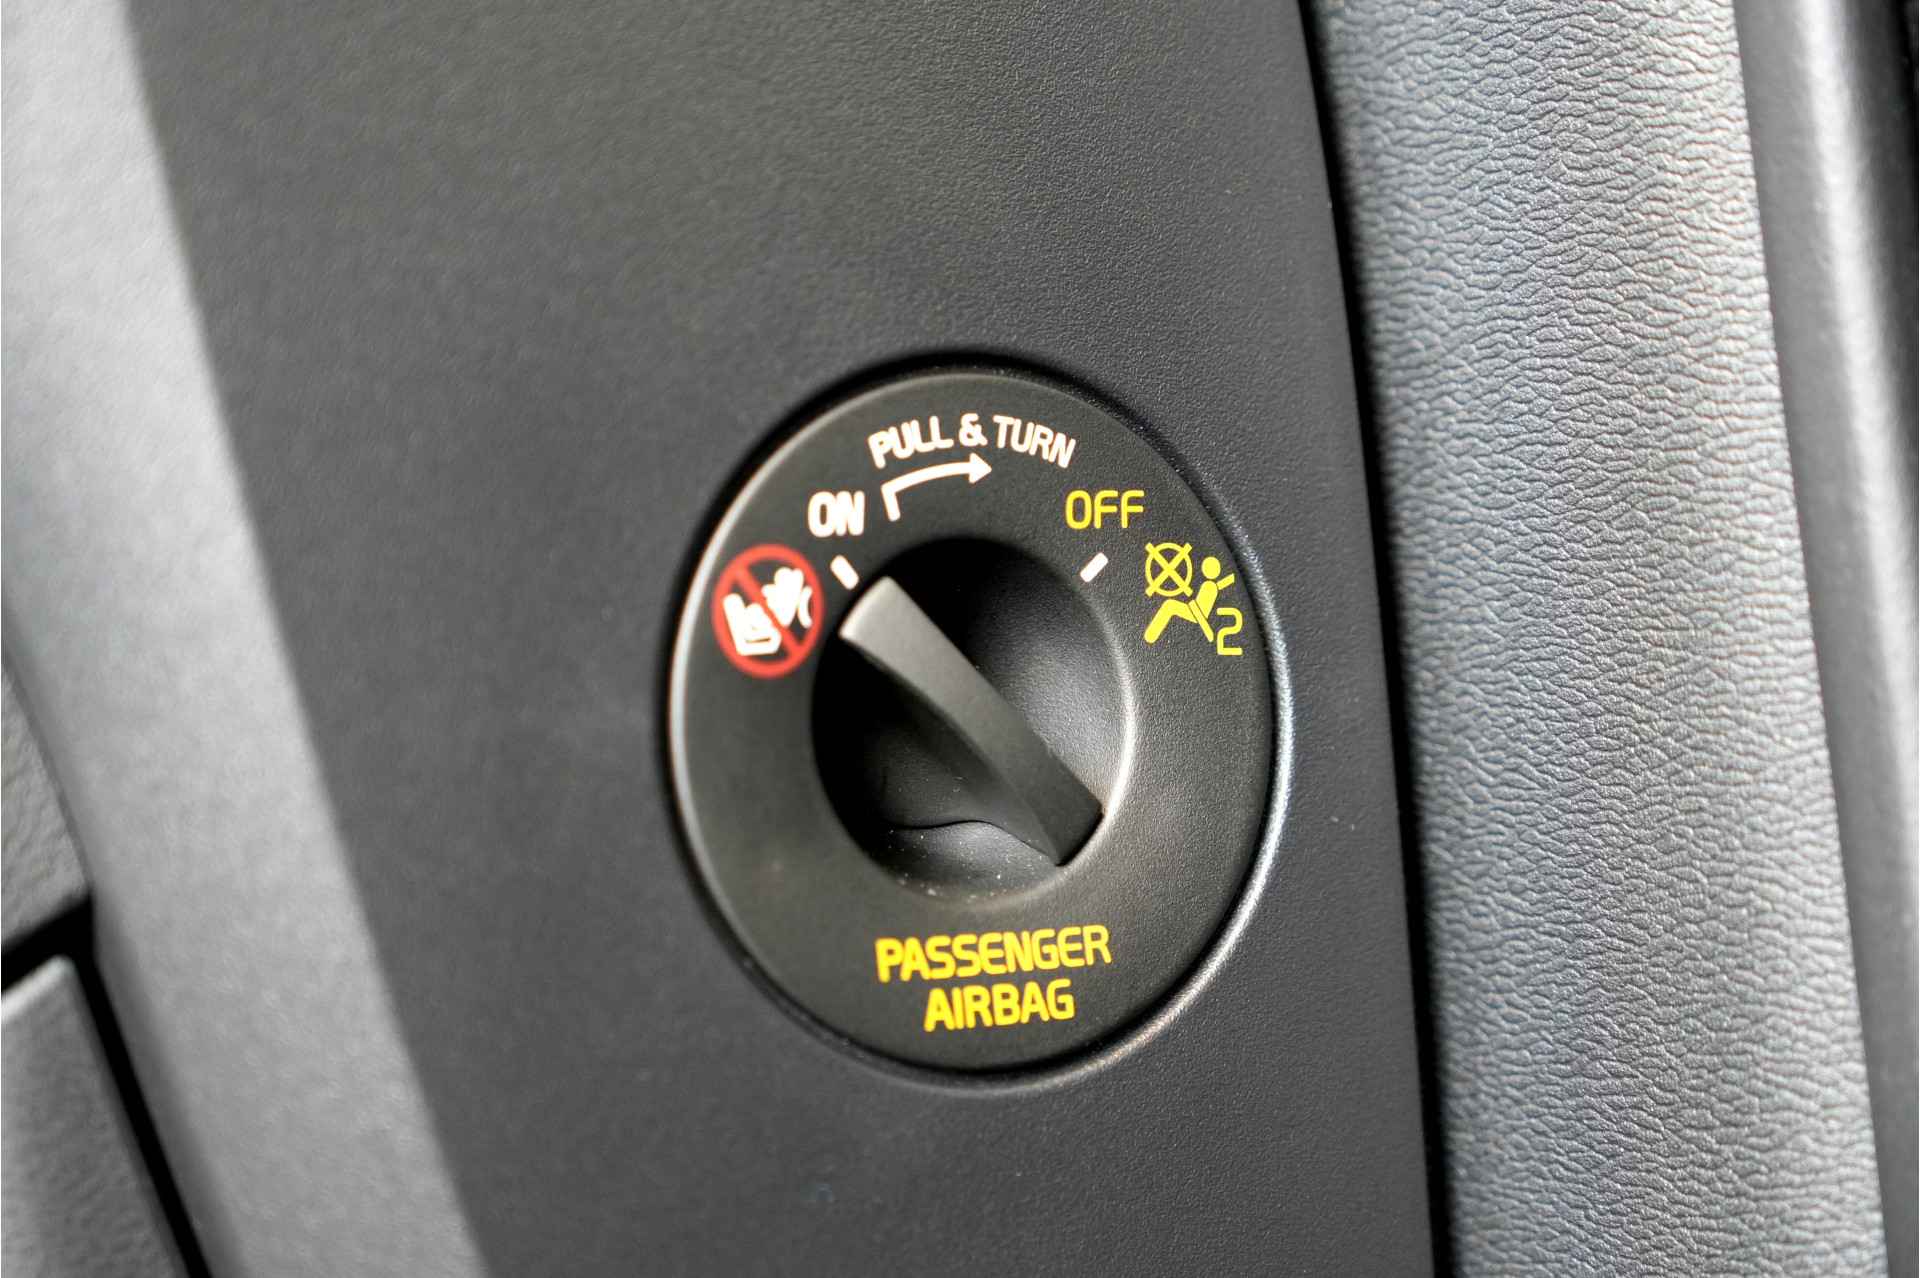 PULL & TURN
ON
OFF
2
PASSENGER
AIRBAG